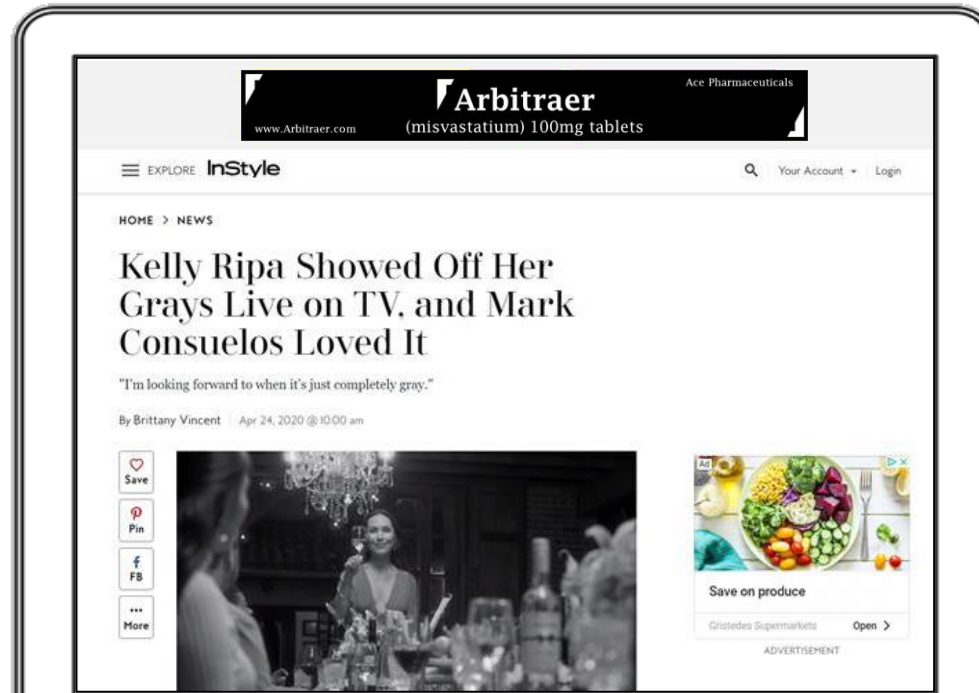 Ace Pharmaceuticals
Arbitraer
www.Arbitraer.com
(misvastatium) 100mg tablets
EXPLORE InStyle
Your Account
Login
HOME > NEWS
Kelly Ripa Showed Off Her
Grays Live on TV, and Mark
Consuelos Loved It
"I'm looking forward to when it's just completely gray."
By Brittany Vincent Apr 24, 2020 @ 10:00 am
Save
Pin
FB
More
Ad
Save on produce
Gristedes Supermarkets
Open >
ADVERTISEMENT